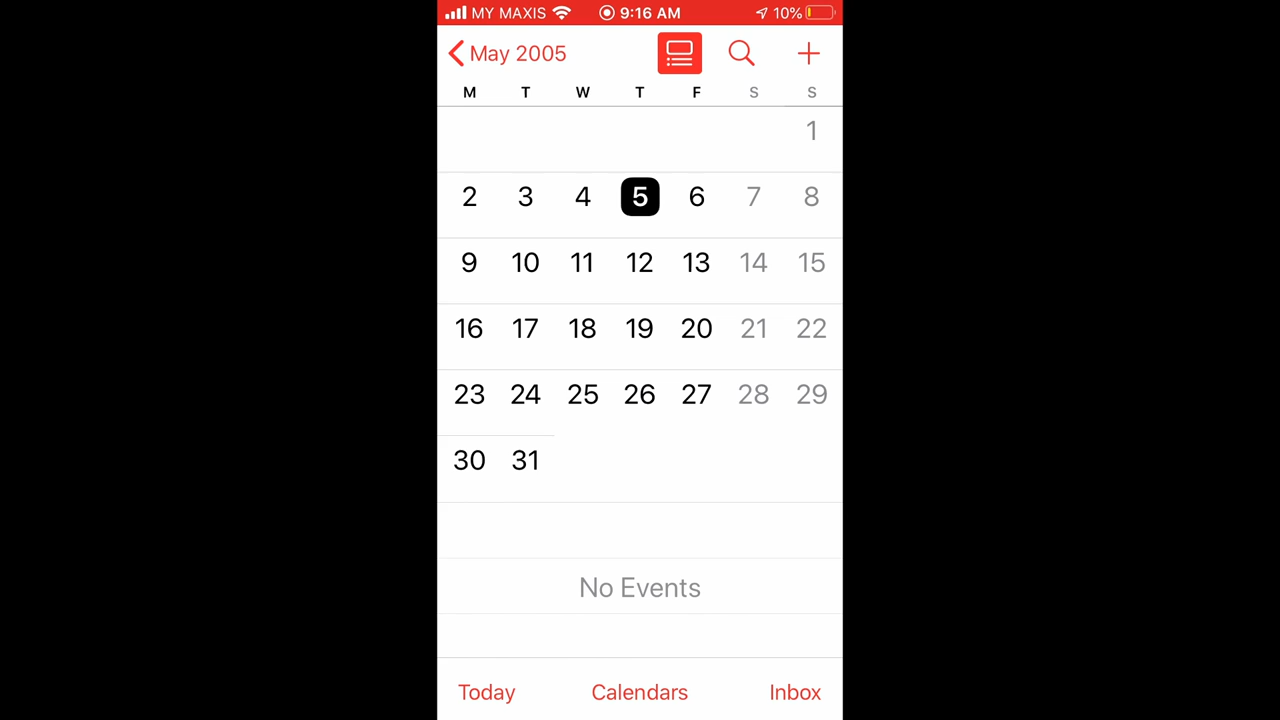 MY MAXIS 9:16 AM 10%
May 2005
M T W T F S S
1
2 3 4 5 6 7 8
9 10 11 12 13 14 15
16 17 18 19 20 21 22
23 24 25 26 27 28 29
30 31
No Events
Today Calendars Inbox